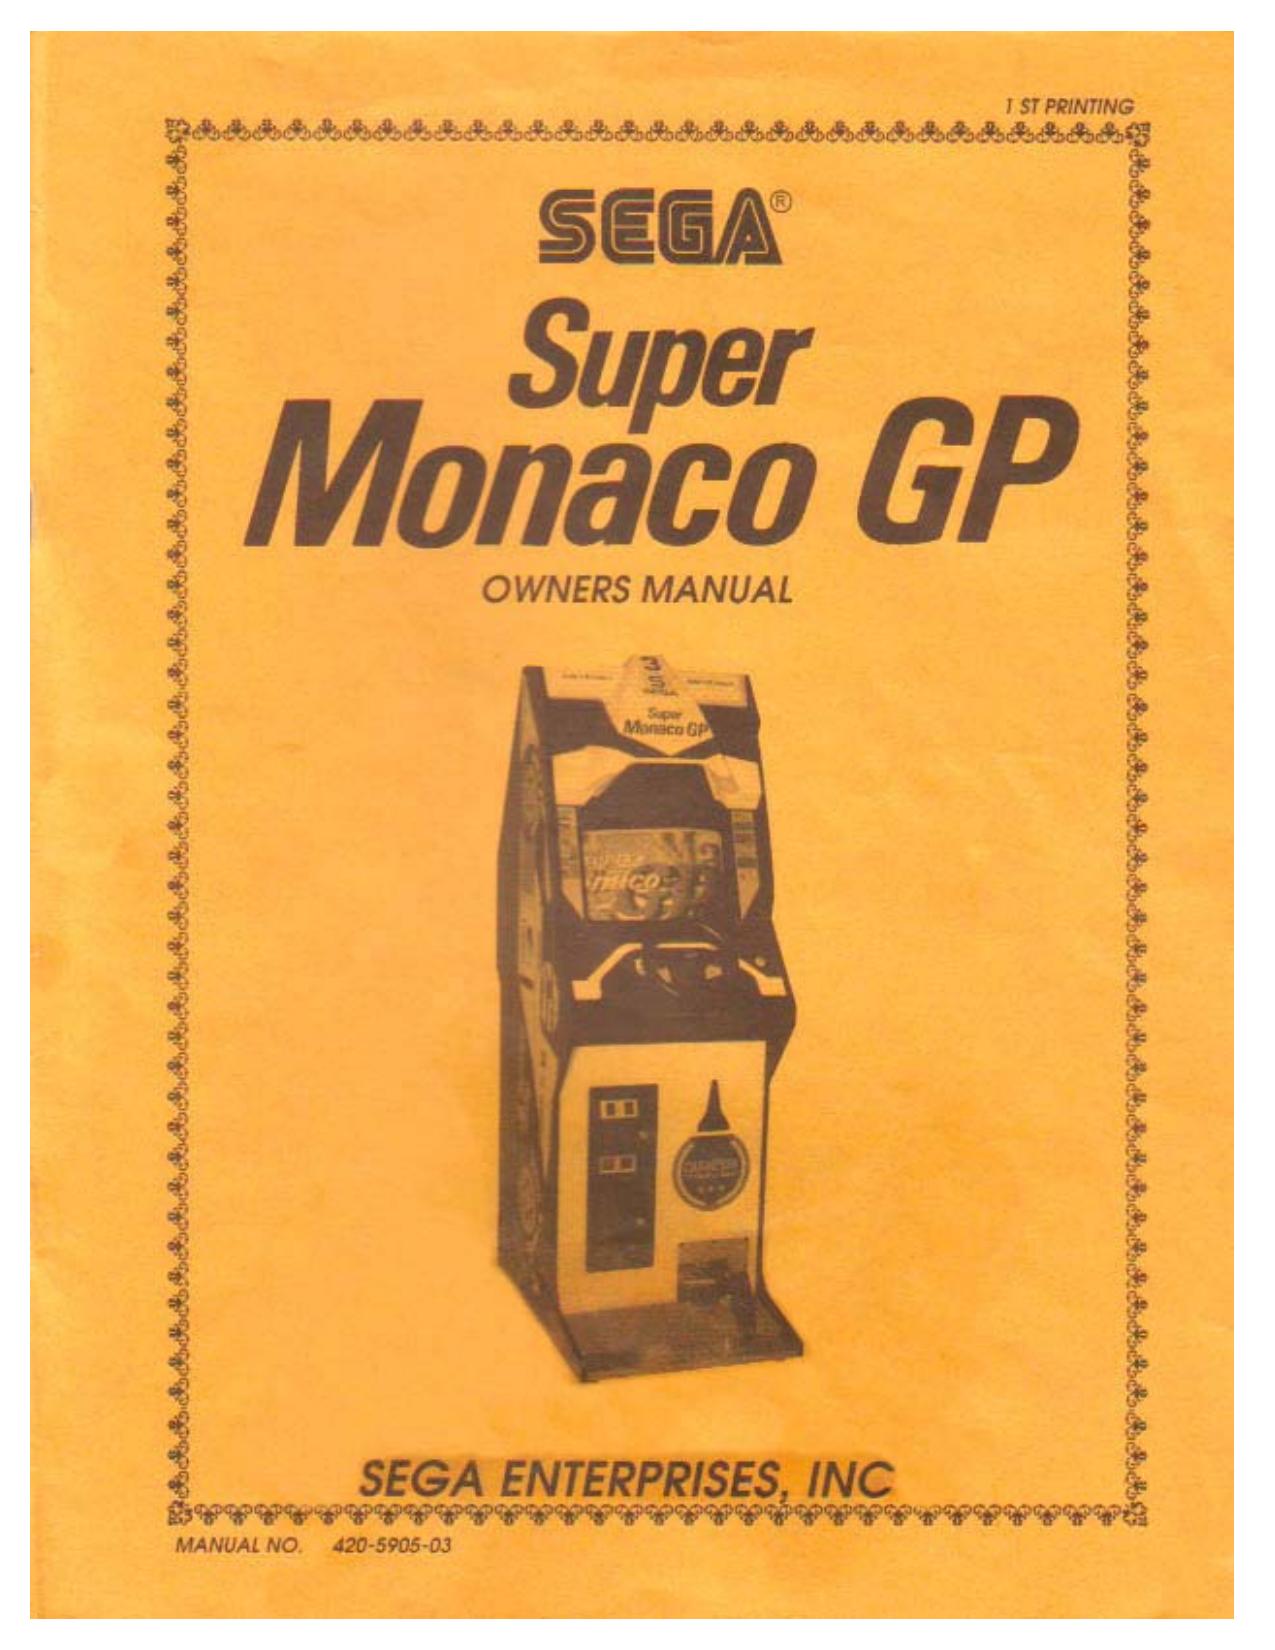 1 ST PRINTING
SEGA®
Super
Monaco GP
OWNERS MANUAL
SEGA
Super
Monaco GP
SEGA ENTERPRISES, INC
MANUAL NO. 420-5905-03